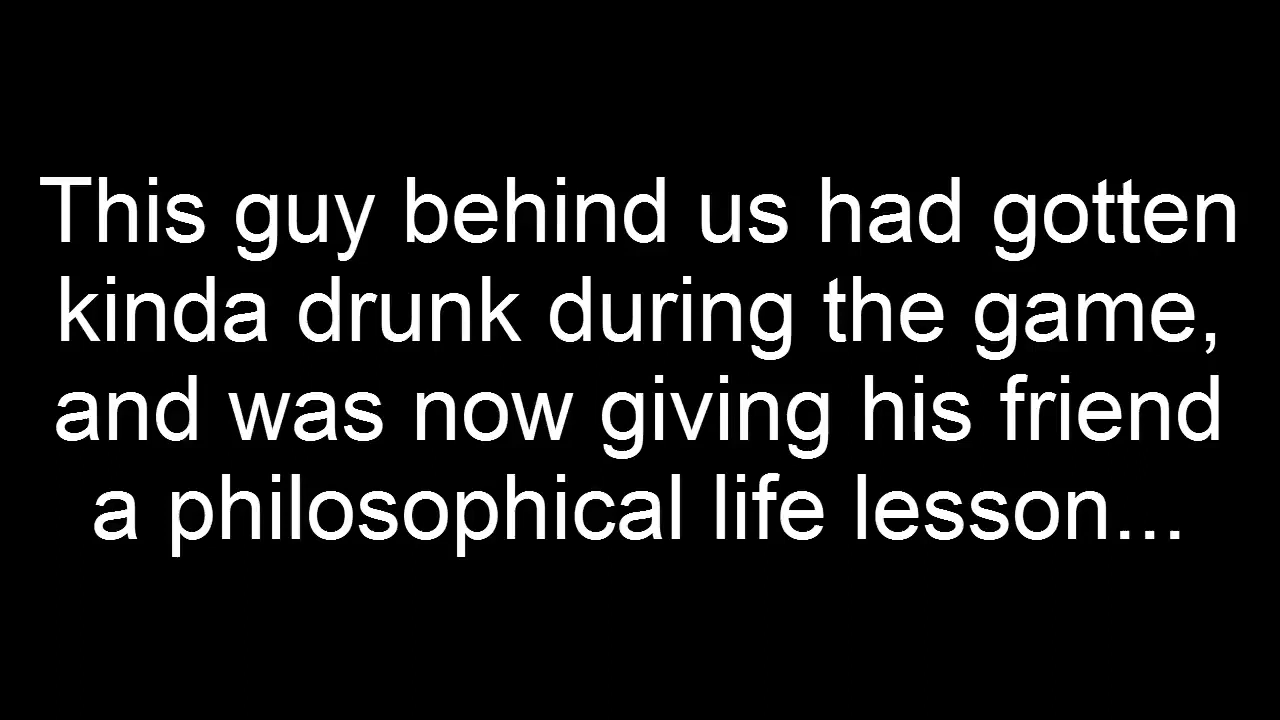 This guy behind us had gotten
kinda drunk during the game,
and was now giving his friend
a philosophical life lesson...